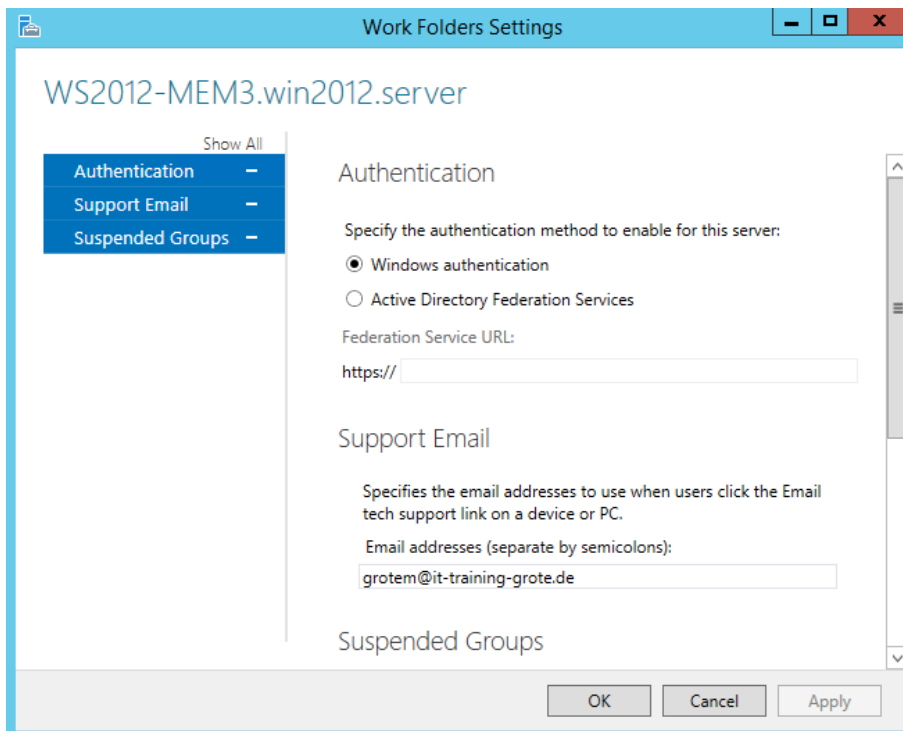 Work Folders Settings
WS2012-MEM3.win2012.server
Show All
Authentication
Support Email
Suspended Groups
Authentication
Specify the authentication method to enable for this server:
Windows authentication
Active Directory Federation Services
Federation Service URL:
https://
Support Email
Specifies the email addresses to use when users click the Email
tech support link on a device or PC.
Email addresses (separate by semicolons):
grotem@it-training-grote.de
Suspended Groups
OK Cancel Apply